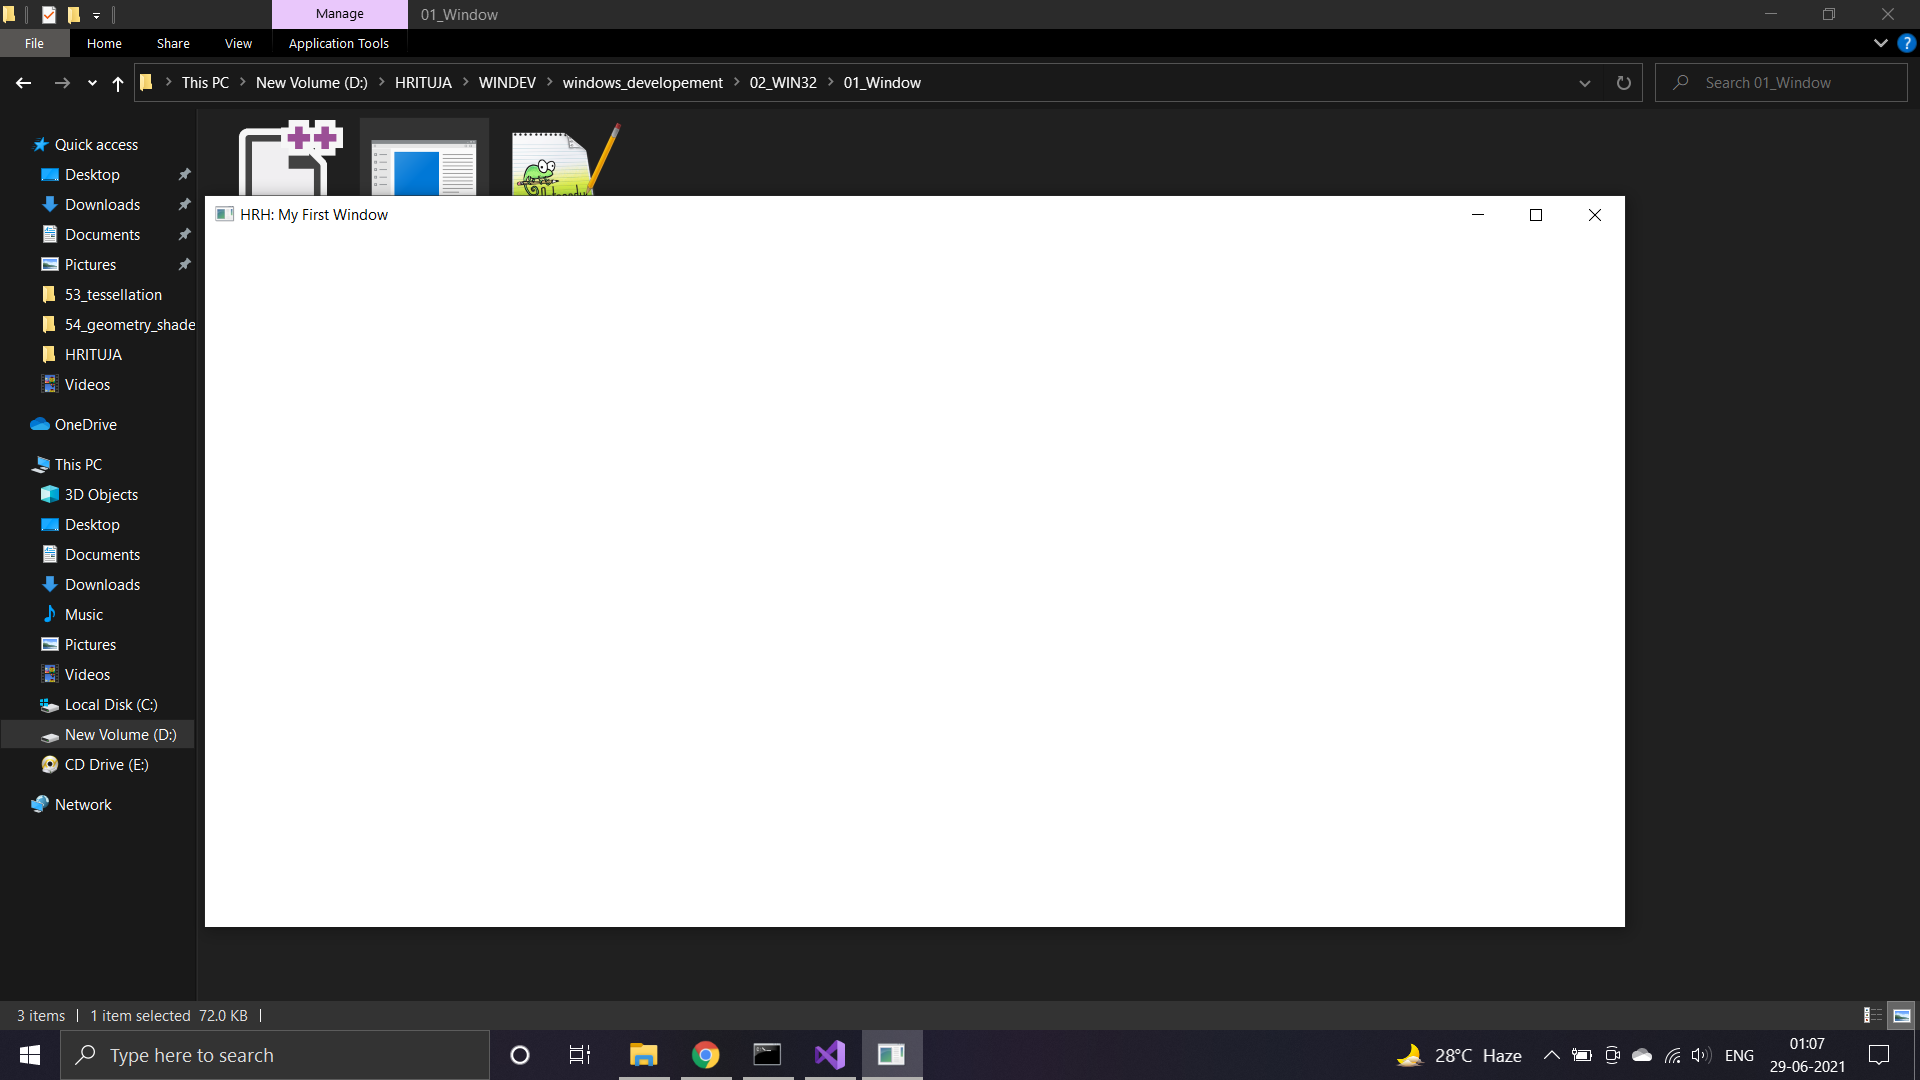 Manage
01_Window
File
Home
Share
View
Application Tools
This PC
New Volume (D:)
HRITUJA
WINDEV
windows_developement
02_WIN32
01_Window
Search 01_Window
Quick access
Desktop
Downloads
Documents
Pictures
53_tessellation
54_geometry_shade
HRITUJA
Videos
OneDrive
This PC
3D Objects
Desktop
Documents
Downloads
Music
Pictures
Videos
Local Disk (C:)
New Volume (D:)
CD Drive (E:)
Network
HRH: My First Window
3 items
1 item selected 72.0 KB
Type here to search
28°C Haze
ENG
01:07
29-06-2021